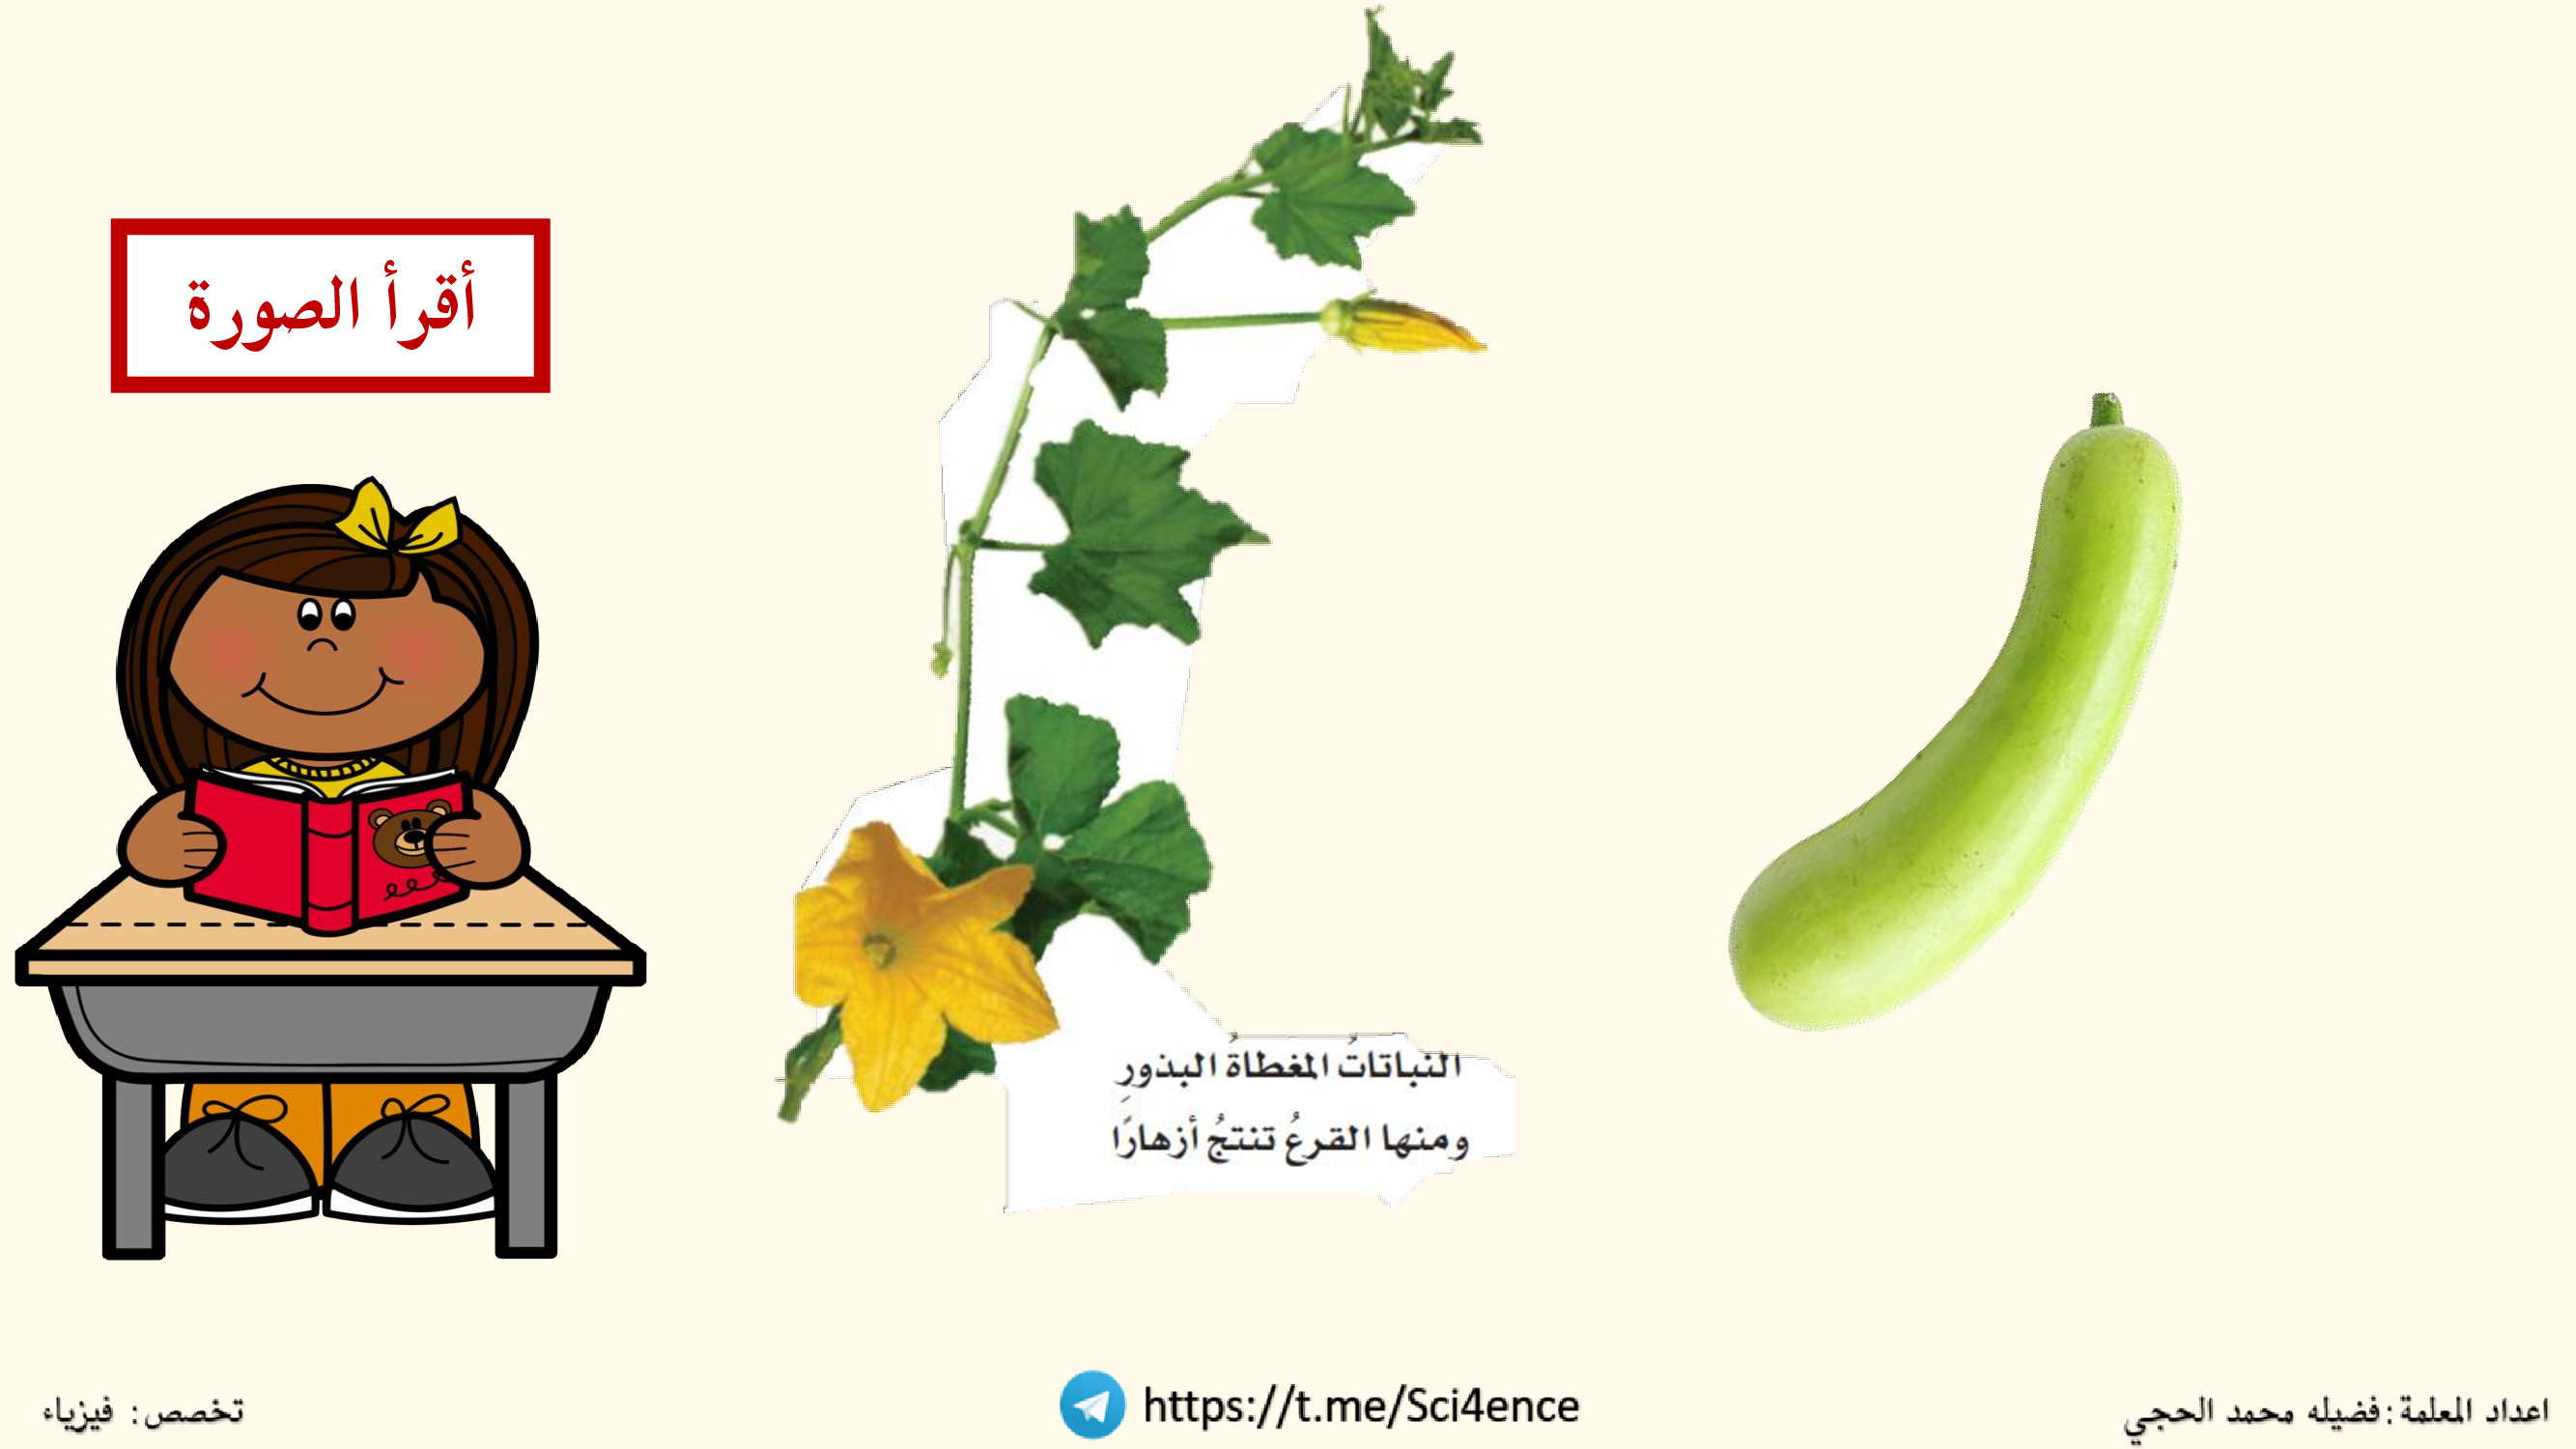 أقرأ الصورة
النباتاتُ المغطاةُ البذورِ
ومنها القرعُ تنتجُ أزهارًا
اعداد المعلمة:فضيله محمد الحجي
https://t.me/Sci4ence
تخصص: فيزياء